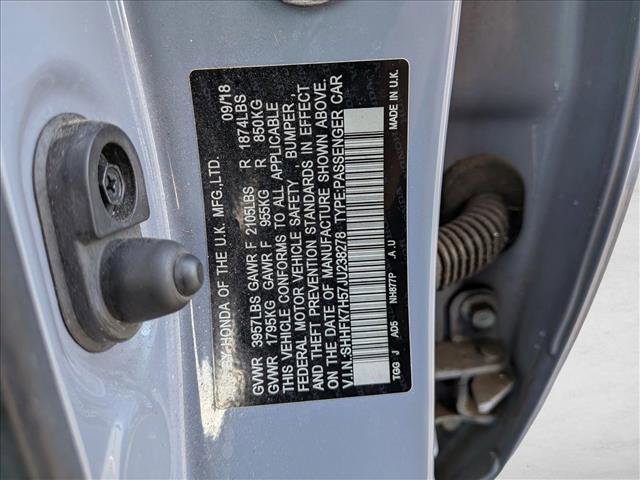 BY:HONDA OF THE U.K. MFG.,LTD. 09/18
GVWR 3957LBS GAWR F 2105LBS R 1874LBS
GVWR 1795KG GAWR F 955KG R 850KG
THIS VEHICLE CONFORMS TO ALL APPLICABLE
FEDERAL MOTOR VEHICLE SAFETY, BUMPER,
AND THEFT PREVENTION STANDARDS IN EFFECT
ON THE DATE OF MANUFACTURE SHOWN ABOVE.
V.I.N.:SHHFK7H57JU238278 TYPE:PASSENGER CAR
TGG J AD5 NH877P .A.U MADE IN U.K.